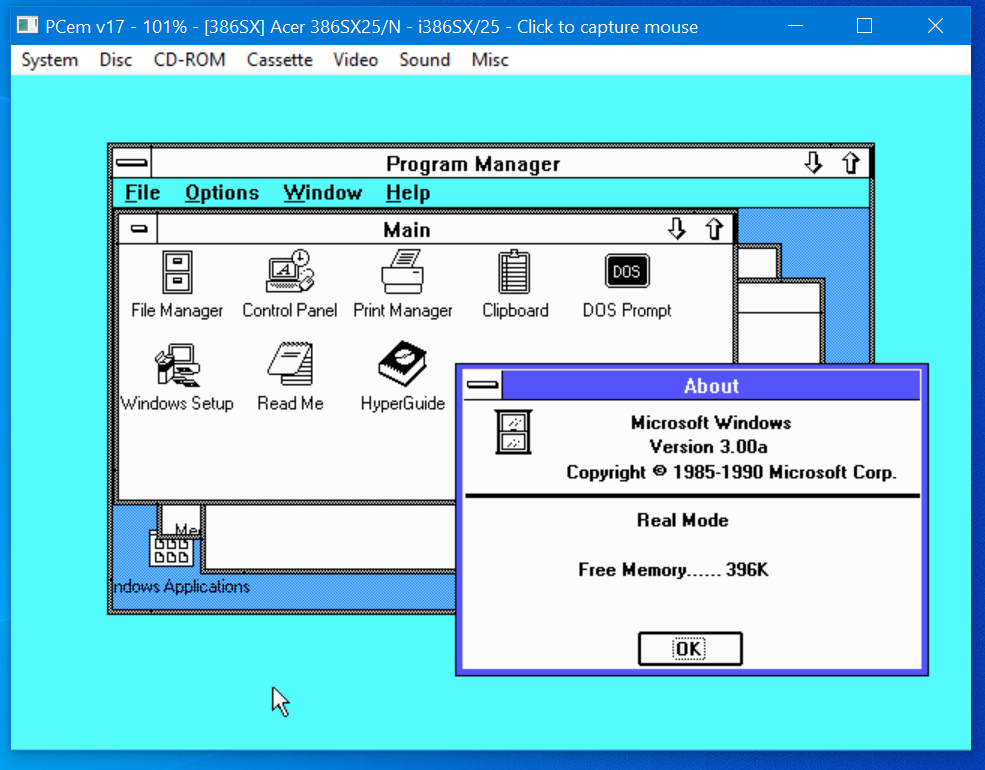 PCem v17 - 101% - [386SX] Acer 386SX25/N - i386SX/25 - Click to capture mouse
System Disc CD-ROM Cassette Video Sound Misc
Program Manager
File Options Window Help
Main
File Manager Control Panel Print Manager Clipboard DOS Prompt
DOS
Windows Setup Read Me HyperGuide
About
Microsoft Windows
Version 3.00a
Copyright © 1985-1990 Microsoft Corp.
Real Mode
Free Memory...... 396K
OK
ndows Applications